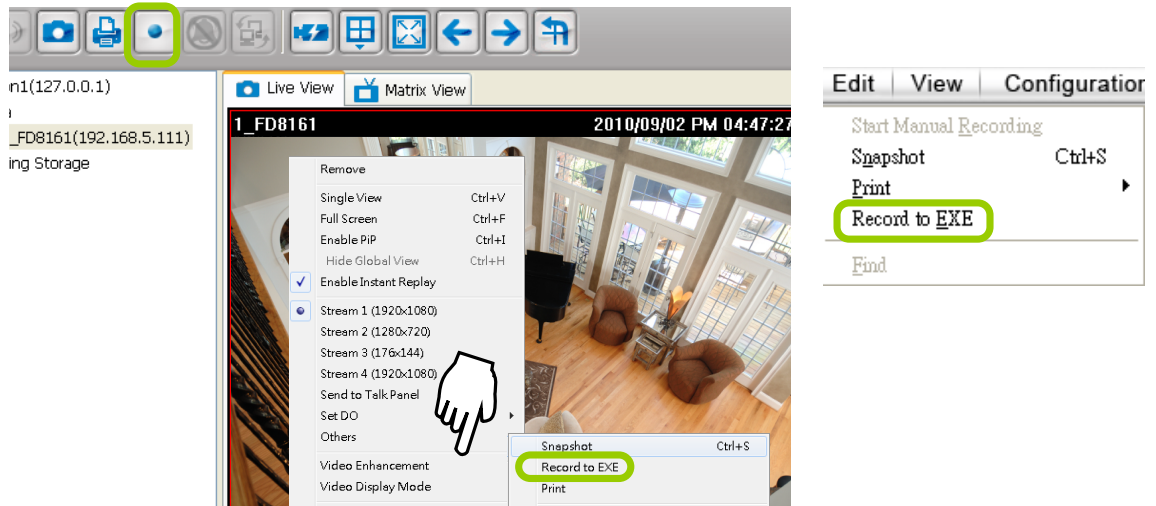 on1(127.0.0.1)
_FD8161(192.168.5.111)
ing Storage
Live View
Matrix View
1_FD8161 2010/09/02 PM 04:47:27
Remove
Single View Ctrl+V
Full Screen Ctrl+F
Enable PiP Ctrl+I
Hide Global View Ctrl+H
Enable Instant Replay
Stream 1 (1920x1080)
Stream 2 (1280x720)
Stream 3 (176x144)
Stream 4 (1920x1080)
Send to Talk Panel
Set DO
Others
Video Enhancement
Video Display Mode
Snapshot Ctrl+S
Record to EXE
Print
Edit View Configuration
Start Manual Recording
Snapshot Ctrl+S
Print
Record to EXE
Find